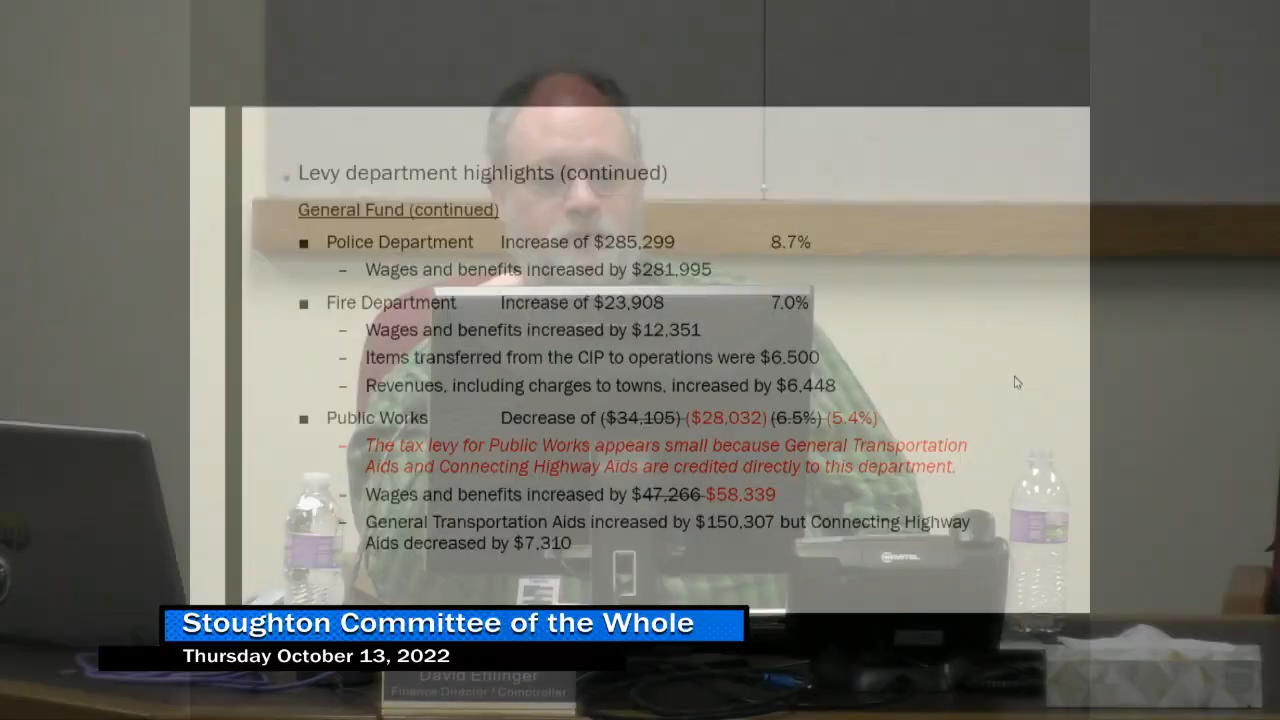 Levy department highlights (continued)
General Fund (continued)
■ Police Department Increase of $285,299 8.7%
– Wages and benefits increased by $281,995
■ Fire Department Increase of $23,908 7.0%
– Wages and benefits increased by $12,351
– Items transferred from the CIP to operations were $6,500
– Revenues, including charges to towns, increased by $6,448
■ Public Works Decrease of ($34,105) ($28,032) (6.5%) (5.4%)
– The tax levy for Public Works appears small because General Transportation
Aids and Connecting Highway Aids are credited directly to this department.
– Wages and benefits increased by $47,266 $58,339
– General Transportation Aids increased by $150,307 but Connecting Highway
Aids decreased by $7,310
MITEL
Stoughton Committee of the Whole
Thursday October 13, 2022
David Ehlinger
Finance Director / Comptroller